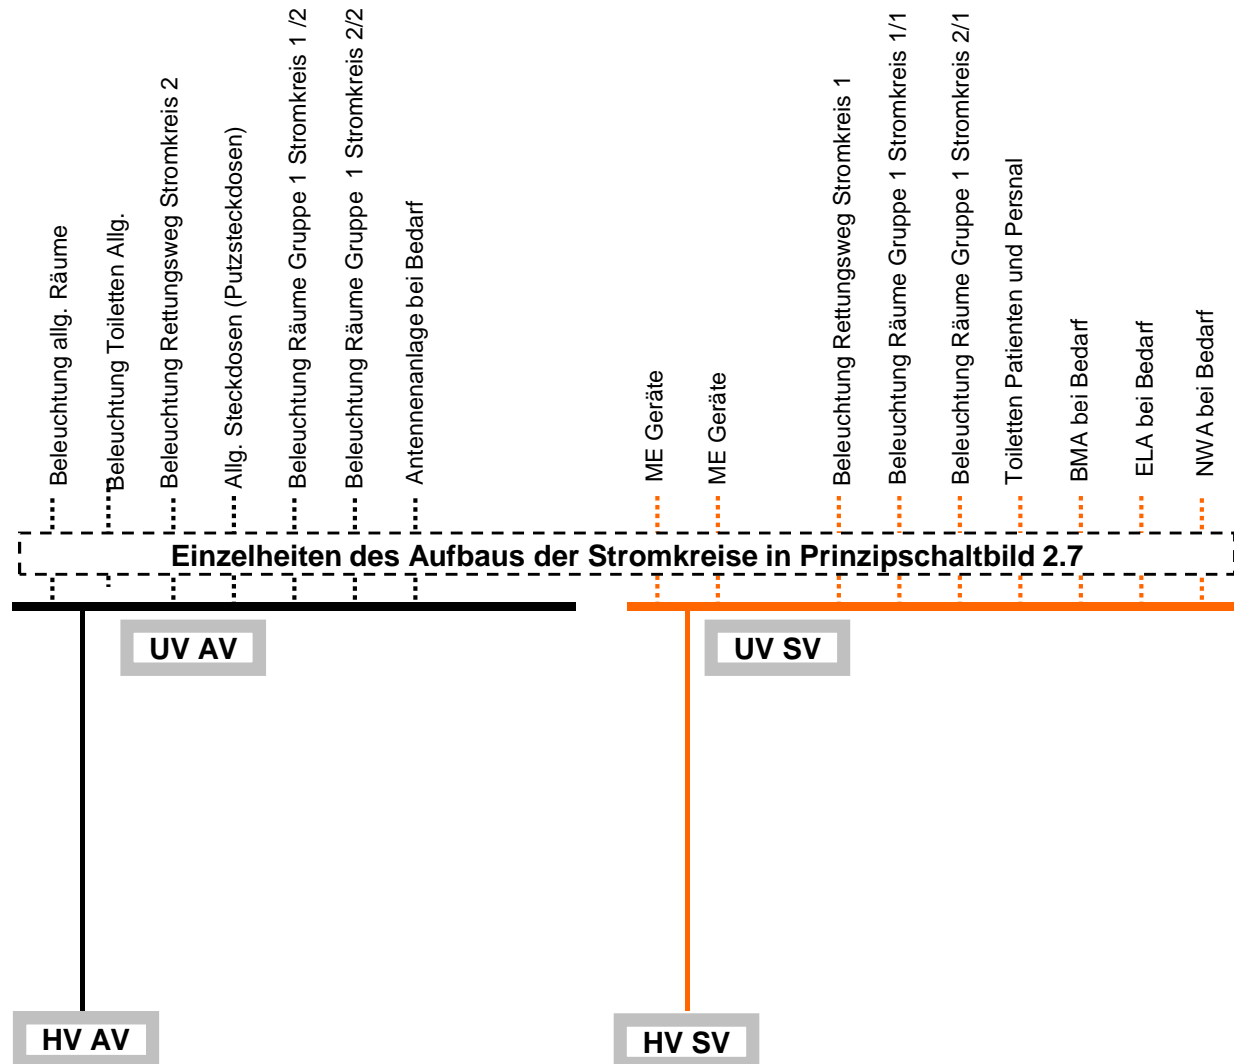 Beleuchtung allg. Räume
Beleuchtung Toiletten Allg.
Beleuchtung Rettungsweg Stromkreis 2
Allg. Steckdosen (Putzsteckdosen)
Beleuchtung Räume Gruppe 1 Stromkreis 1 /2
Beleuchtung Räume Gruppe 1 Stromkreis 2/2
Antennenanlage bei Bedarf
ME Geräte
ME Geräte
Beleuchtung Rettungsweg Stromkreis 1
Beleuchtung Räume Gruppe 1 Stromkreis 1/1
Beleuchtung Räume Gruppe 1 Stromkreis 2/1
Toiletten Patienten und Persnal
BMA bei Bedarf
ELA bei Bedarf
NWA bei Bedarf
Einzelheiten des Aufbaus der Stromkreise in Prinzipschaltbild 2.7
UV AV
UV SV
HV AV
HV SV